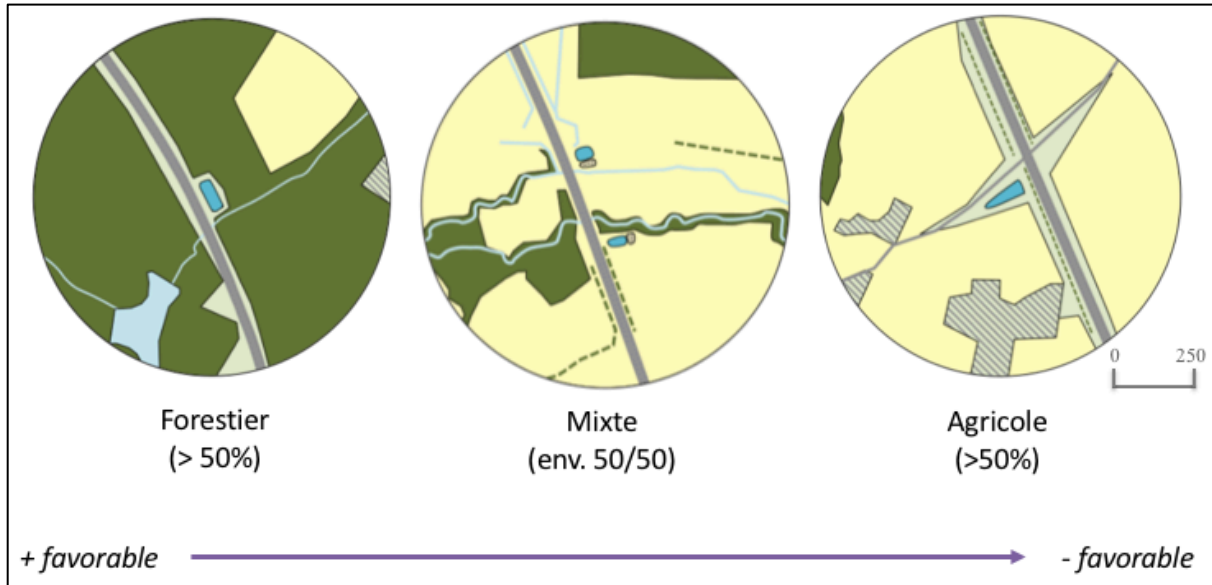 0 250
Forestier
(> 50%)
Mixte
(env. 50/50)
Agricole
(>50%)
+ favorable
- favorable